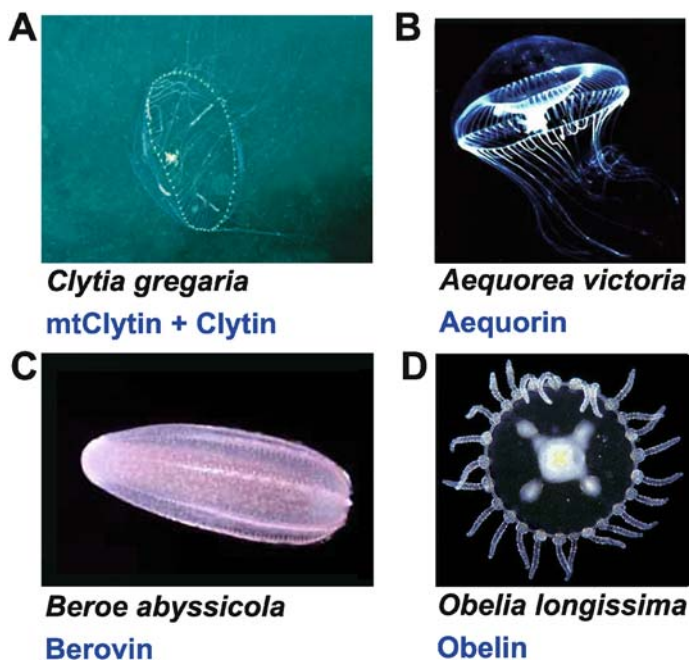 A
B
Clytia gregaria
Aequorea victoria
mtClytin + Clytin
Aequorin
C
D
Beroe abyssicola
Obelia longissima
Berovin
Obelin